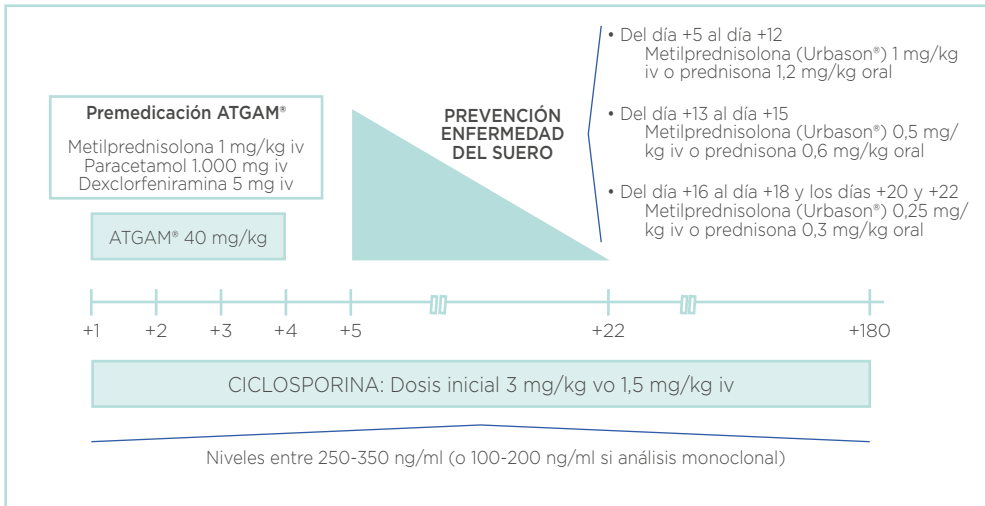 Premedicación ATGAM®
Metilprednisolona 1 mg/kg iv
Paracetamol 1.000 mg iv
Dexclorfeniramina 5 mg iv
ATGAM® 40 mg/kg
PREVENCIÓN
ENFERMEDAD
DEL SUERO
• Del día +5 al día +12
Metilprednisolona (Urbason®) 1 mg/kg
iv o prednisona 1,2 mg/kg oral
• Del día +13 al día +15
Metilprednisolona (Urbason®) 0,5 mg/
kg iv o prednisona 0,6 mg/kg oral
• Del día +16 al día +18 y los días +20 y +22
Metilprednisolona (Urbason®) 0,25 mg/
kg iv o prednisona 0,3 mg/kg oral
+1 +2 +3 +4 +5 +22 +180
CICLOSPORINA: Dosis inicial 3 mg/kg vo 1,5 mg/kg iv
Niveles entre 250-350 ng/ml (o 100-200 ng/ml si análisis monoclonal)